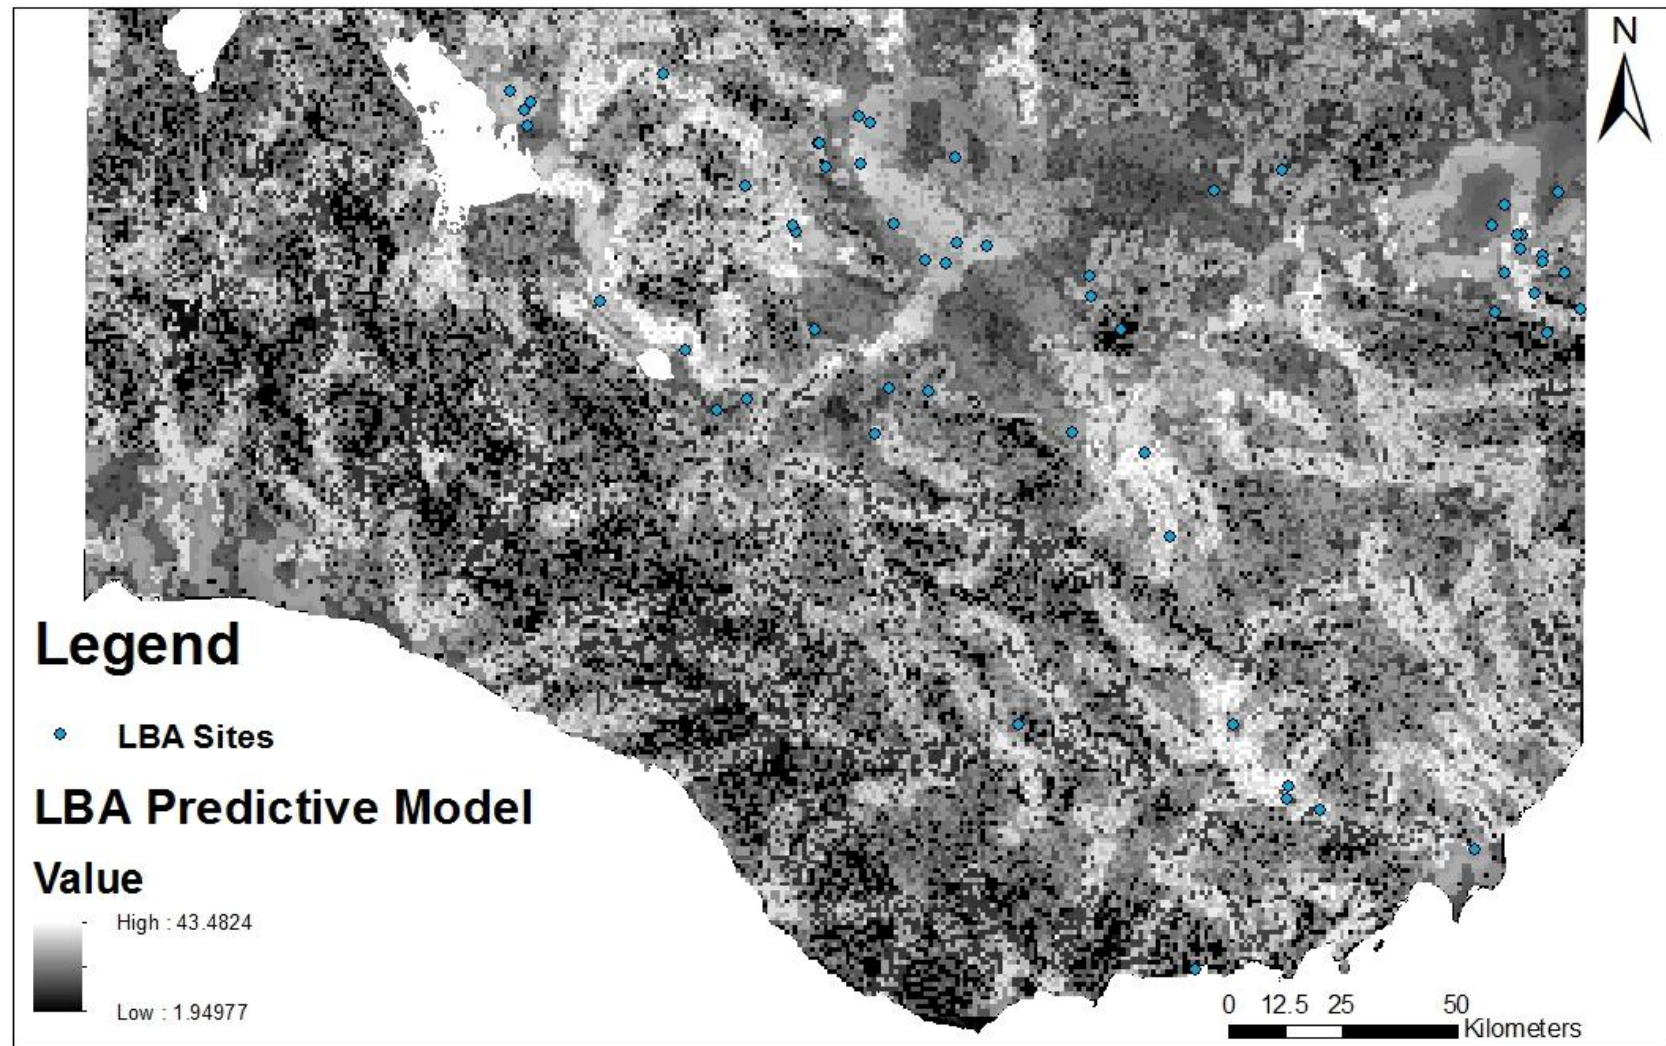 N
Legend
LBA Sites
LBA Predictive Model
Value
High : 43.4824
Low : 1.94977
0 12.5 25 50
Kilometers